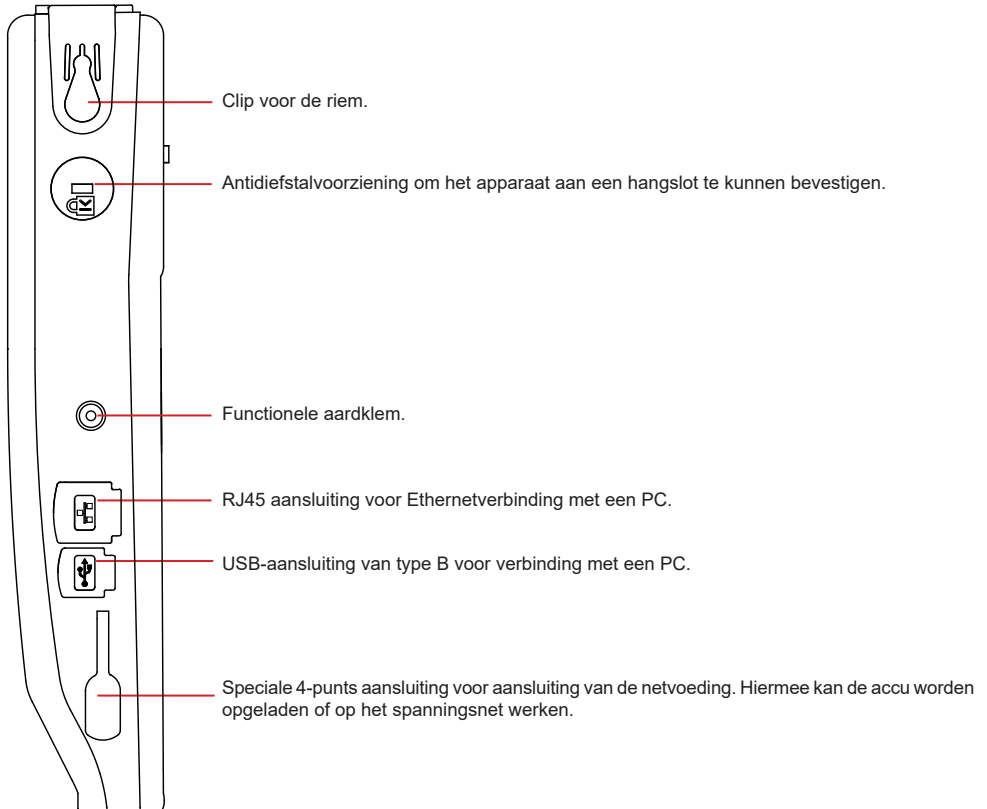 Clip voor de riem.
Antidiefstalvoorziening om het apparaat aan een hangslot te kunnen bevestigen.
K
Functionele aardklem.
RJ45 aansluiting voor Ethernetverbinding met een PC.
USB-aansluiting van type B voor verbinding met een PC.
Speciale 4-punts aansluiting voor aansluiting van de netvoeding. Hiermee kan de accu worden
opgeladen of op het spanningsnet werken.